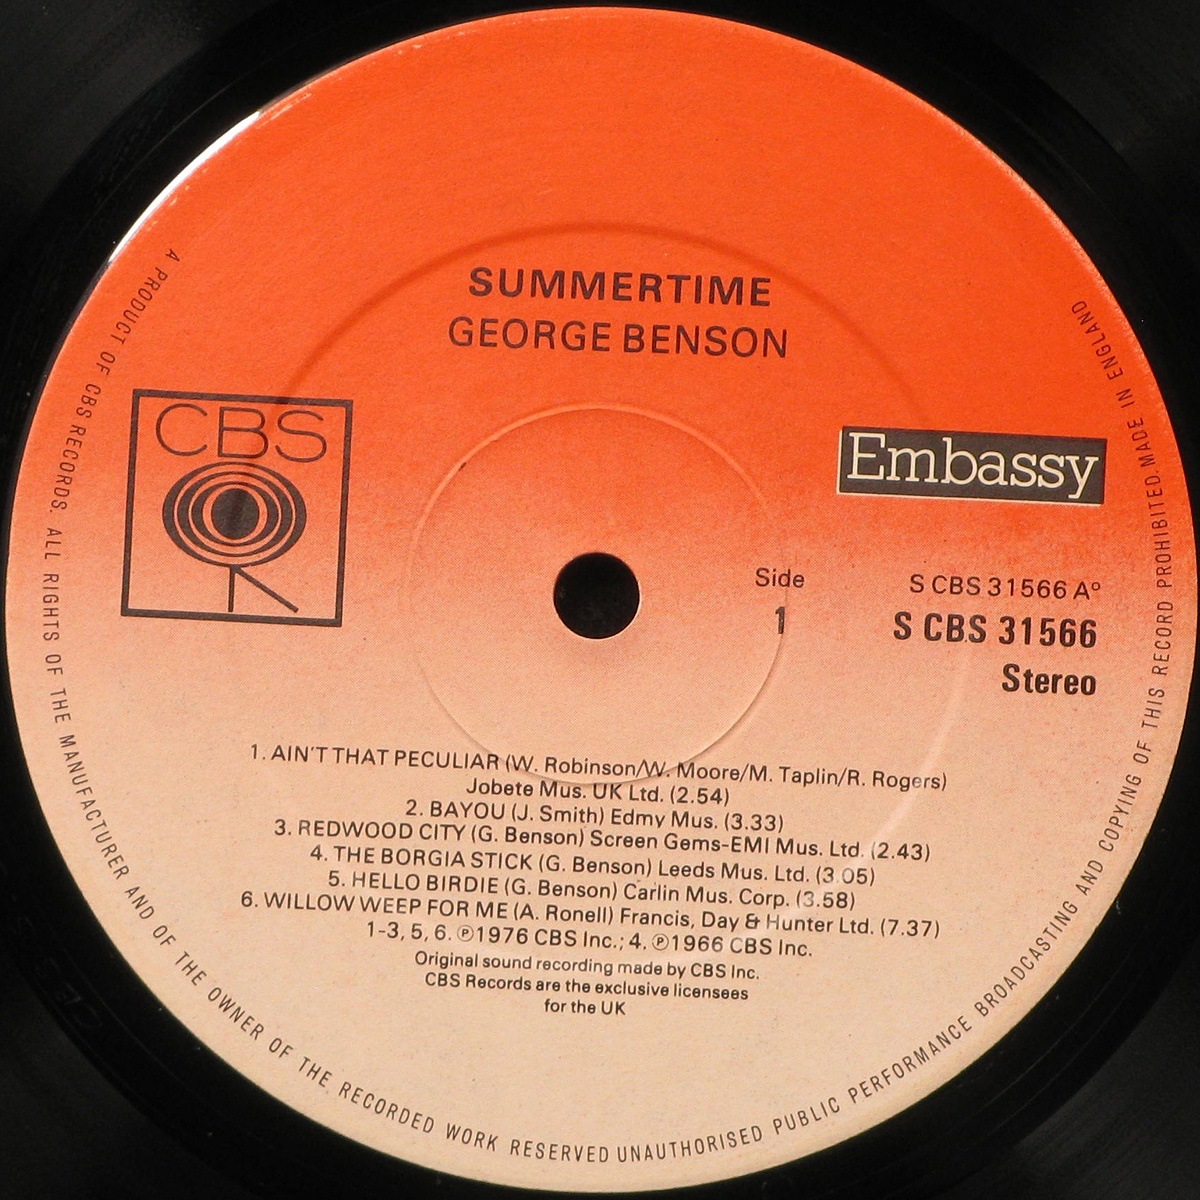 SUMMERTIME
GEORGE BENSON
CBS
Embassy
Side
1
S CBS 31566 Aº
S CBS 31566
Stereo
1. AIN'T THAT PECULIAR (W. Robinson/W. Moore/M. Taplin/R. Rogers)
Jobete Mus. UK Ltd. (2.54)
2. BAYOU (J. Smith) Edmy Mus. (3.33)
3. REDWOOD CITY (G. Benson) Screen Gems-EMI Mus. Ltd. (2.43)
4. THE BORGIA STICK (G. Benson) Leeds Mus. Ltd. (3.05)
5. HELLO BIRDIE (G. Benson) Carlin Mus. Corp. (3.58)
6. WILLOW WEEP FOR ME (A. Ronell) Francis, Day & Hunter Ltd. (7.37)
1-3, 5, 6. ℗1976 CBS Inc.; 4. ℗1966 CBS Inc.
Original sound recording made by CBS Inc.
CBS Records are the exclusive licensees
for the UK
A PRODUCT OF CBS RECORDS. ALL RIGHTS OF THE MANUFACTURER AND OF THE OWNER OF THE RECORDED WORK RESERVED UNAUTHORISED PUBLIC PERFORMANCE BROADCASTING AND COPYING OF THIS RECORD PROHIBITED. MADE IN ENGLAND